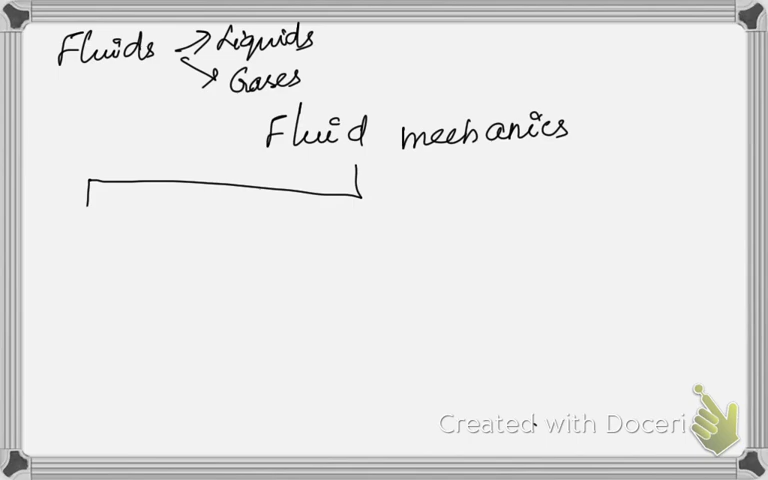 Fluids → Liquids
→ Gases
Fluid mechanics
Created with Doceri